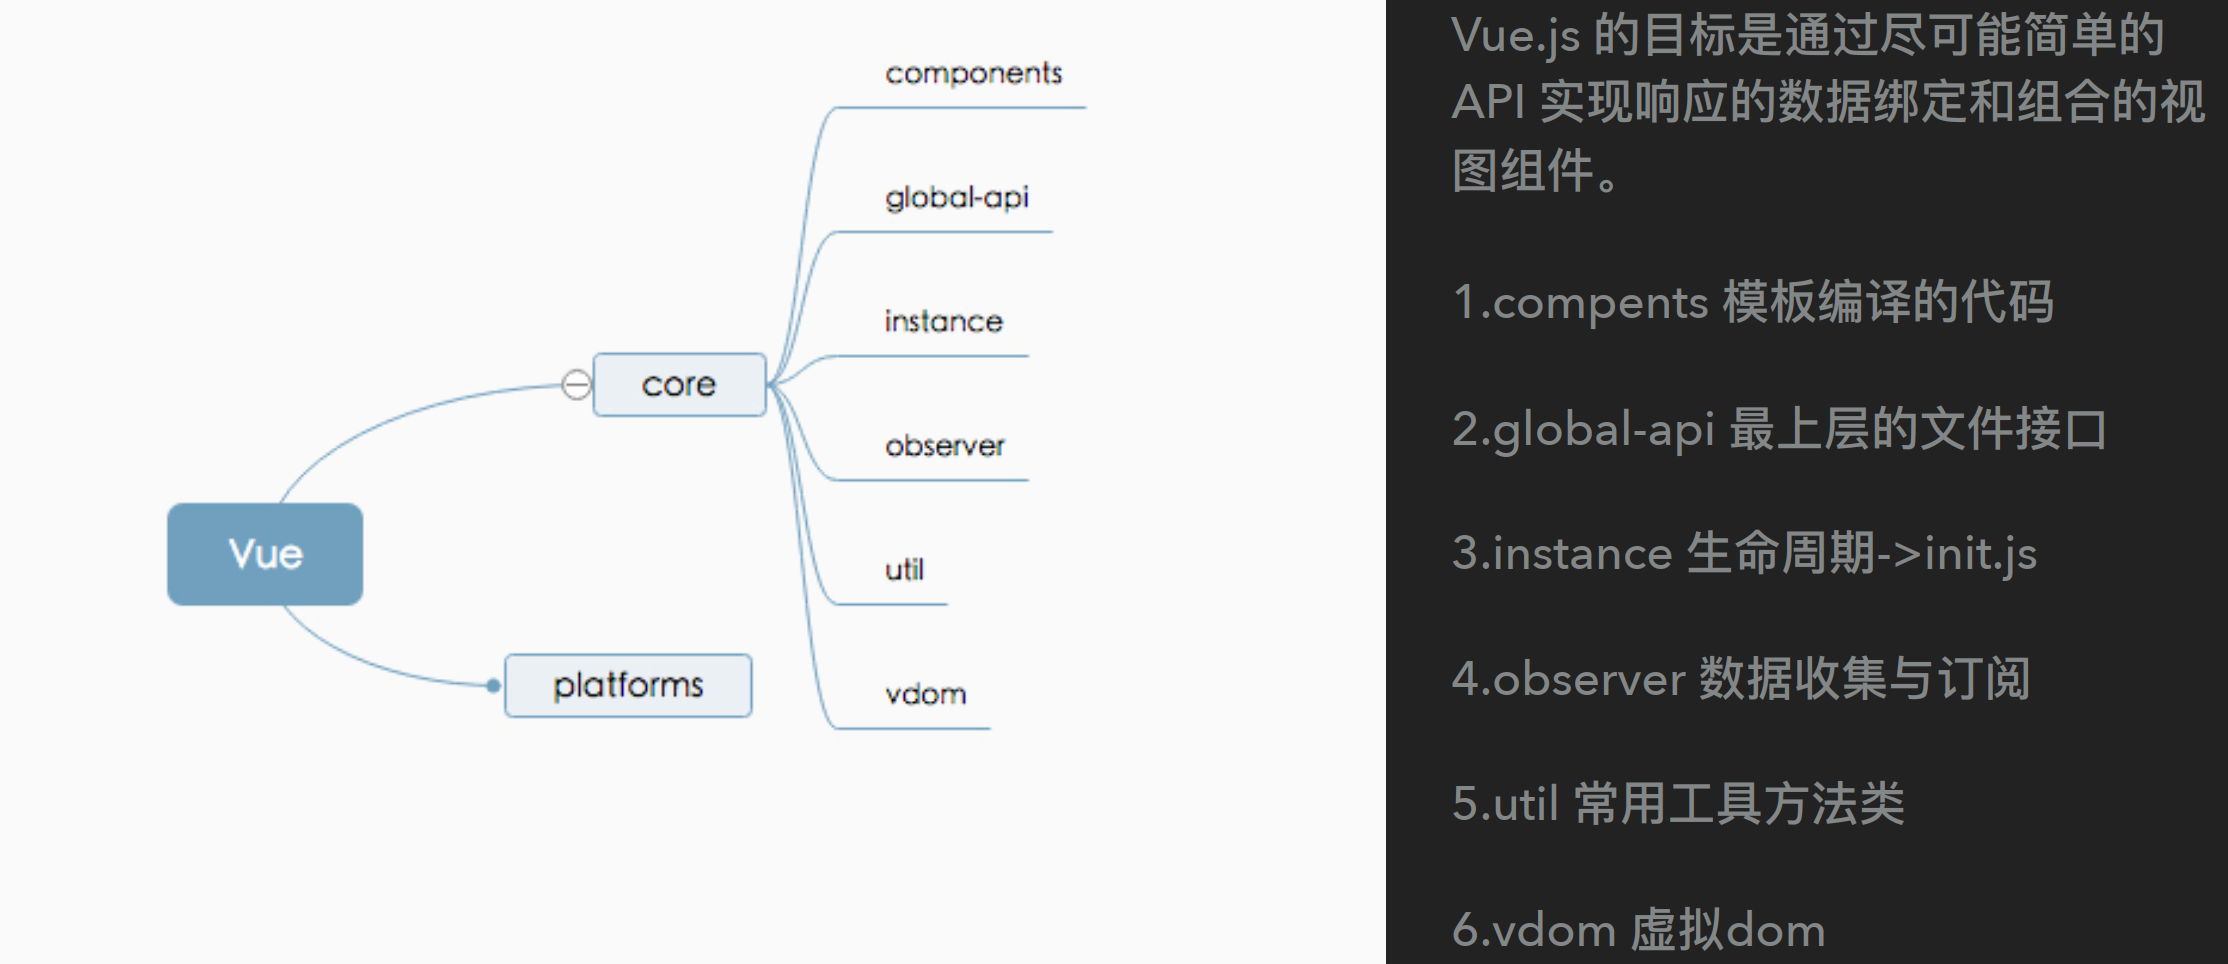 components
global-api
instance
core
observer
Vue
util
platforms
vdom
Vue.js 的目标是通过尽可能简单的
API 实现响应的数据绑定和组合的视
图组件。
1.compents 模板编译的代码
2.global-api 最上层的文件接口
3.instance 生命周期->init.js
4.observer 数据收集与订阅
5.util 常用工具方法类
6.vdom 虚拟dom